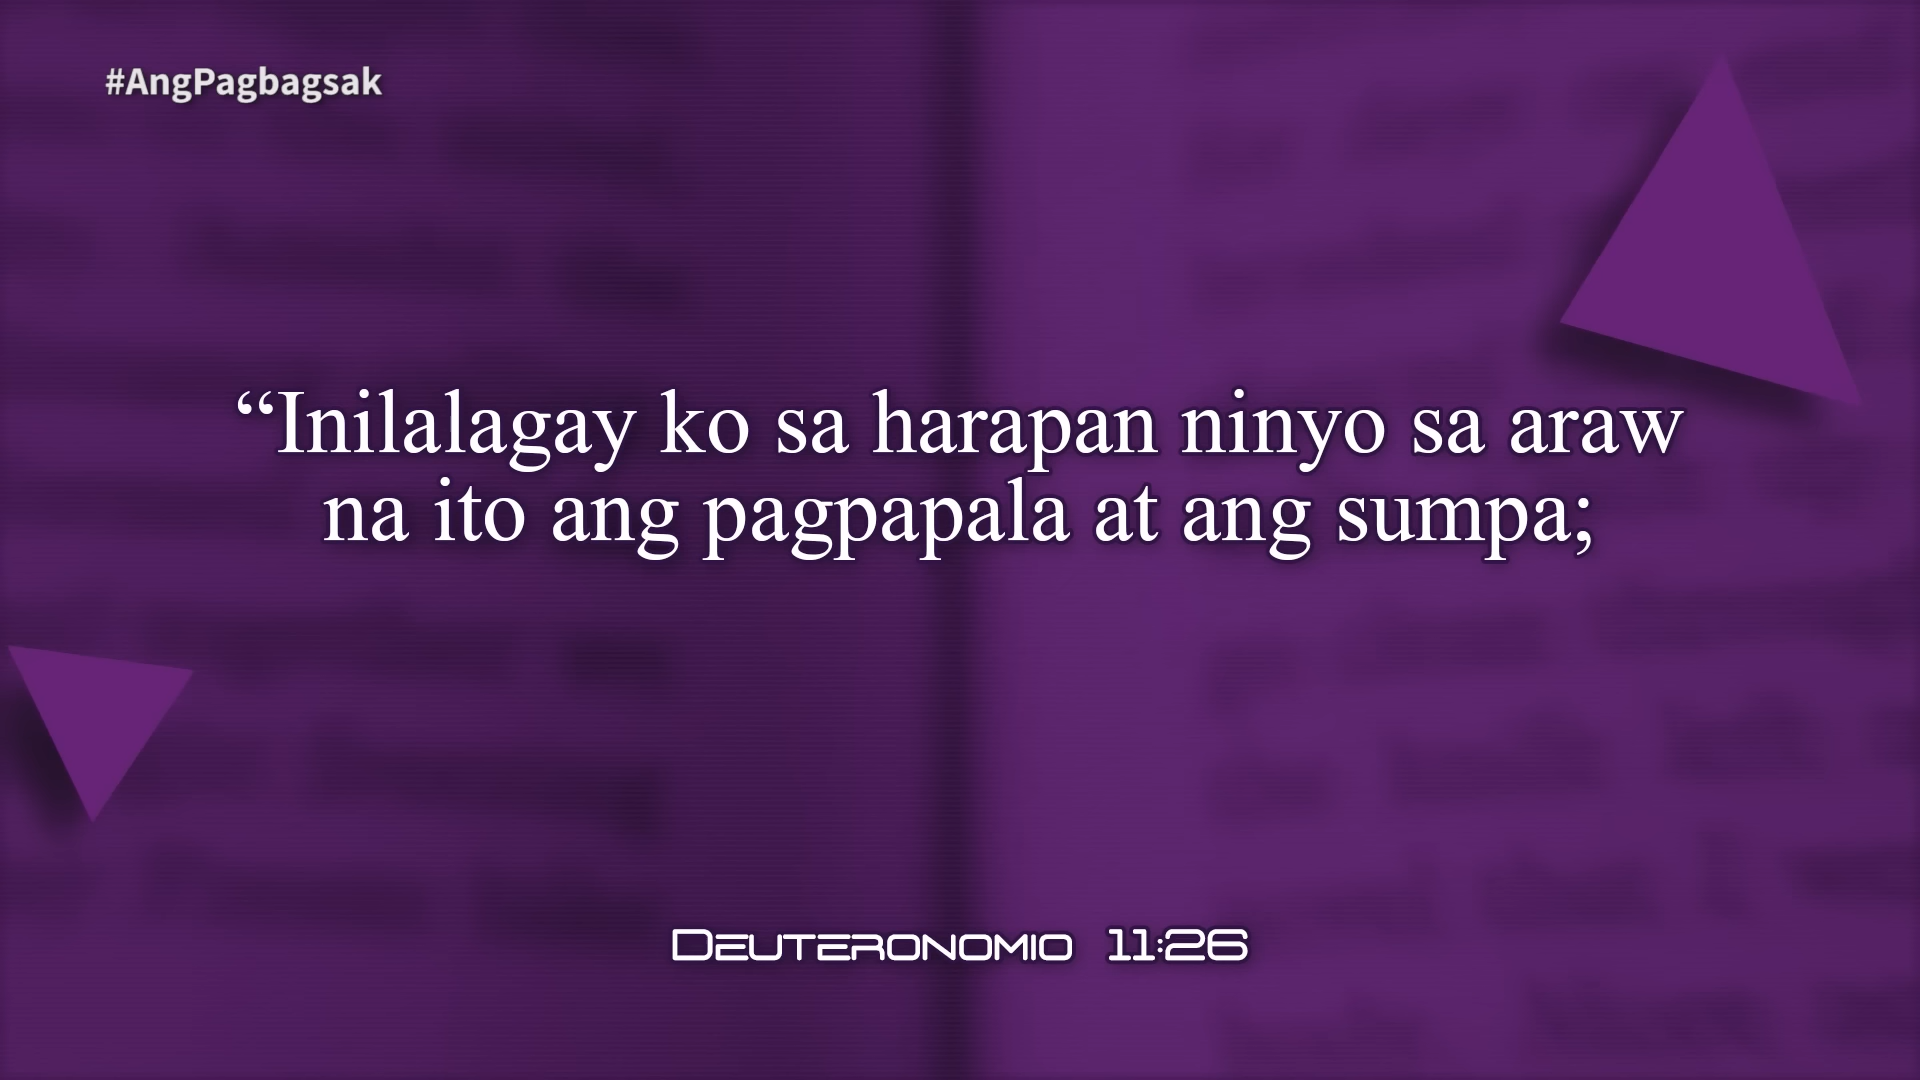 #AngPagbagsak
“Inilalagay ko sa harapan ninyo sa araw
na ito ang pagpapala at ang sumpa;
Deuteronomio 11:26